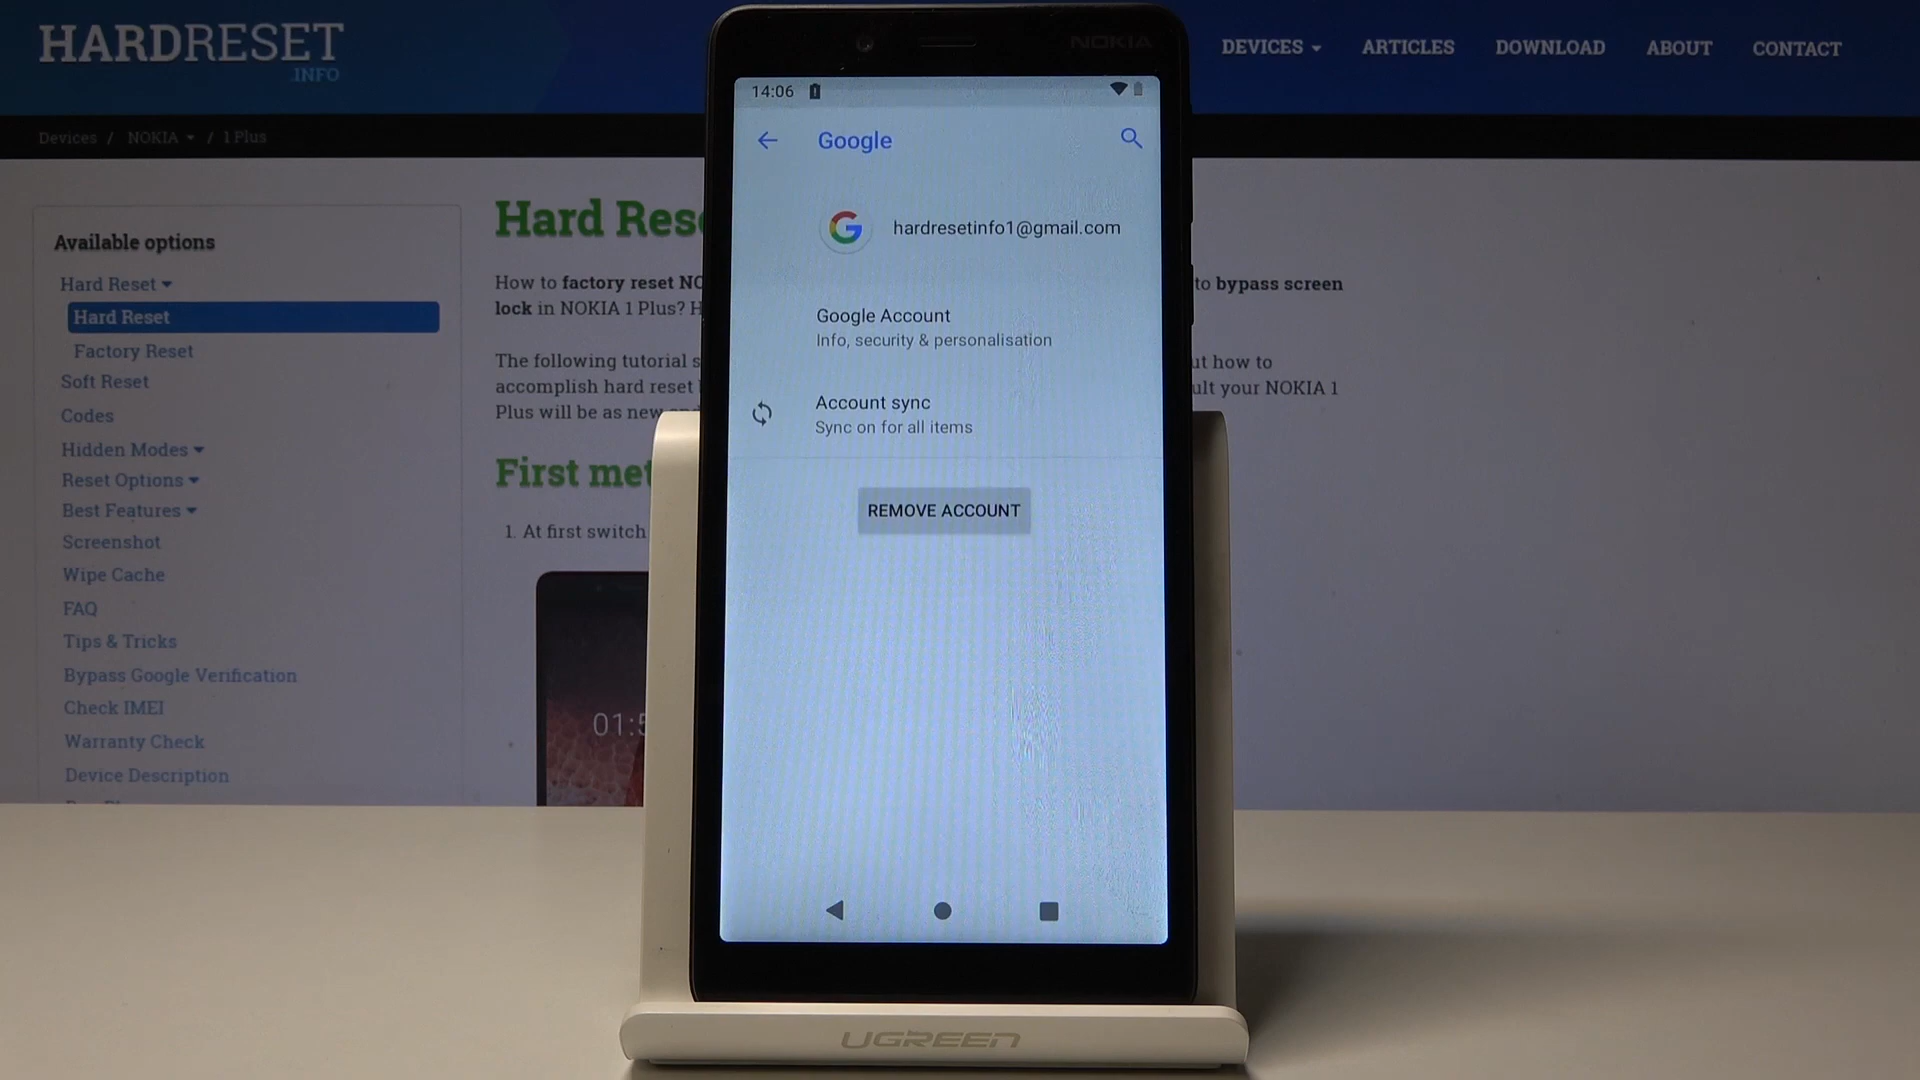 HARDRESET
.INFO
DEVICES
ARTICLES
DOWNLOAD
ABOUT
CONTACT
Devices / NOKIA / 1 Plus
Available options
Hard Reset
Hard Reset
Factory Reset
Soft Reset
Codes
Hidden Modes
Reset Options
Best Features
Screenshot
Wipe Cache
FAQ
Tips & Tricks
Bypass Google Verification
Check IMEI
Warranty Check
Device Description
Hard Res
How to factory reset NO
to bypass screen
lock in NOKIA 1 Plus? H
The following tutorial s
ut how to
accomplish hard reset
ult your NOKIA 1
Plus will be as new and
First met
1. At first switch
01:5
NOKIA
14:06
Google
hardresetinfo1@gmail.com
Google Account
Info, security & personalisation
Account sync
Sync on for all items
REMOVE ACCOUNT
UGREEN